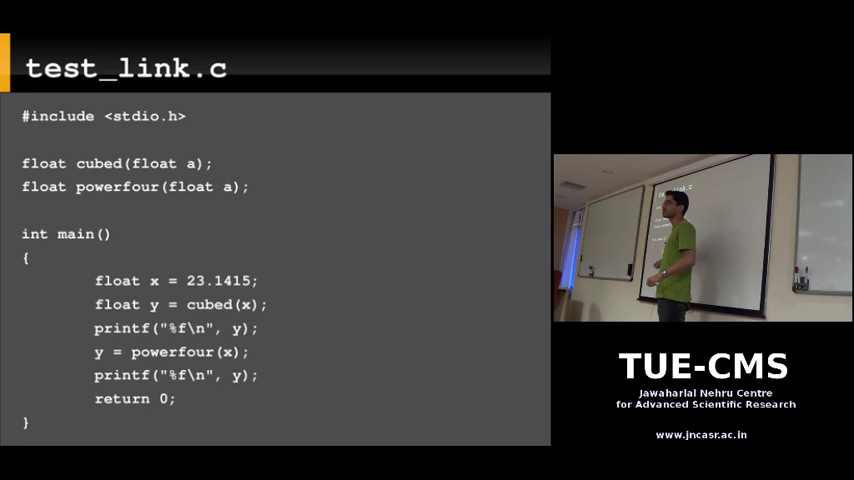 test_link.c
#include <stdio.h>
float cubed(float a);
float powerfour(float a);
int main()
{
float x = 23.1415;
float y = cubed(x);
printf("%f\n", y);
y = powerfour(x);
printf("%f\n", y);
return 0;
}
TUE-CMS
Jawaharlal Nehru Centre
for Advanced Scientific Research
www.jncasr.ac.in